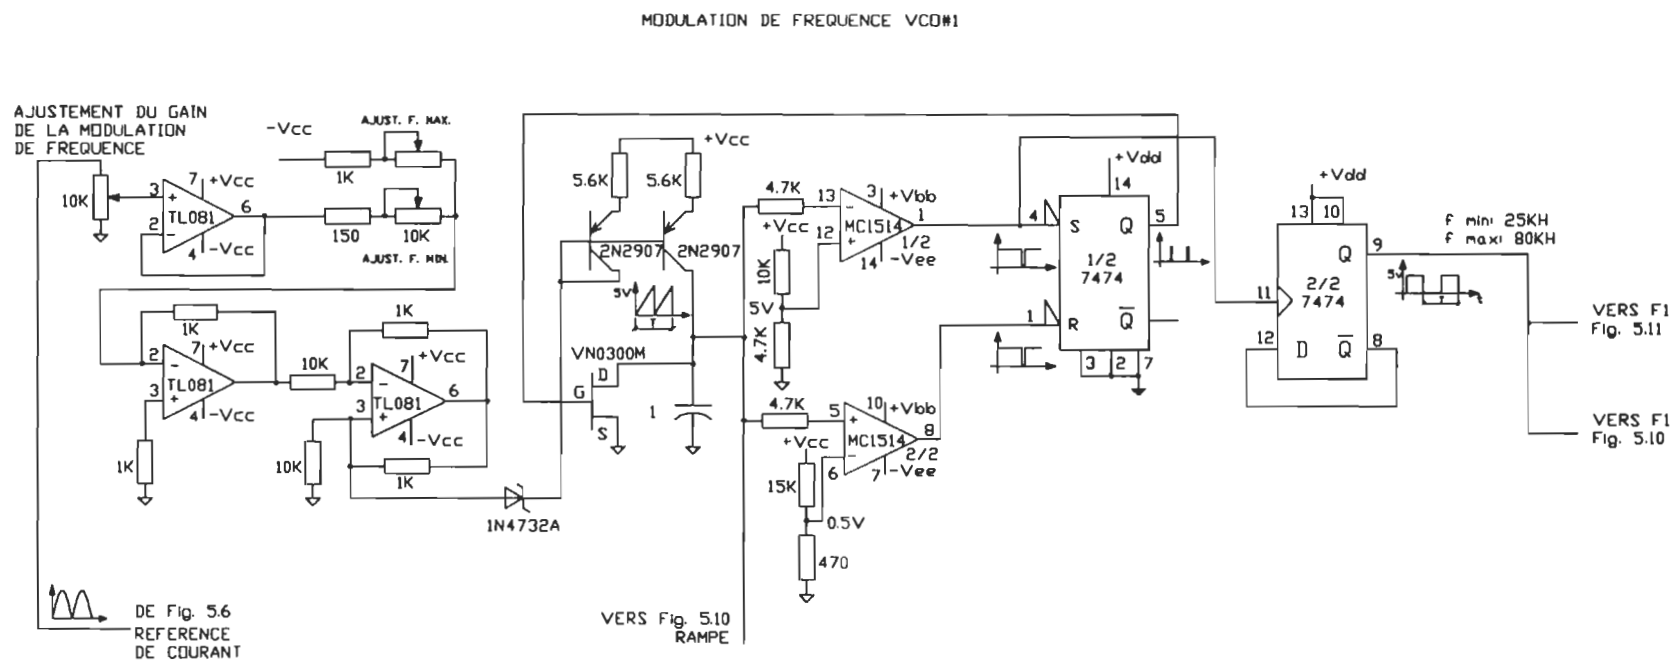 MODULATION DE FREQUENCE VCO#1
AJUSTEMENT DU GAIN
DE LA MODULATION
DE FREQUENCE
-Vcc
AJUST. F. MAX.
1K
10K
3
+
2
-
7
+Vcc
TL081
6
4
-Vcc
150
10K
AJUST. F. MIN.
1K
2
-
3
+
7
+Vcc
TL081
4
-Vcc
1K
10K
1K
2
-
3
+
7
+Vcc
TL081
6
4
-Vcc
10K
1K
1N4732A
+Vcc
5.6K
5.6K
2N2907
2N2907
5V
T
VN0300M
D
G
S
1
4.7K
13
-
12
+
3
+Vbb
MC1514
1
1/2
14
-Vee
+Vcc
10K
5V
4.7K
4.7K
5
+
6
-
10
+Vbb
MC1514
8
2/2
7
-Vee
+Vcc
15K
0.5V
470
+Vdd
14
4
S
Q
5
1/2
7474
1
R
Q
3
2
7
+Vdd
13
10
Q
9
11
2/2
7474
12
D
Q
8
f mini 25KH
f maxi 80KH
5v
T
t
VERS F1
Fig. 5.11
VERS F1
Fig. 5.10
DE Fig. 5.6
REFERENCE
DE COURANT
VERS Fig. 5.10
RAMPE